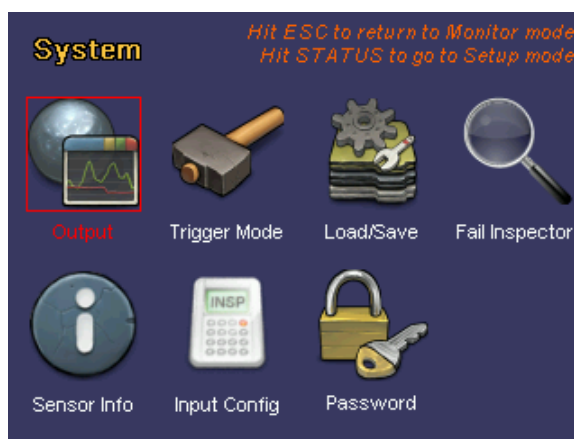 System
Hit ESC to return to Monitor mode
Hit STATUS to go to Setup mode
Output
Trigger Mode
Load/Save
Fail Inspector
INSP
Sensor Info
Input Config
Password